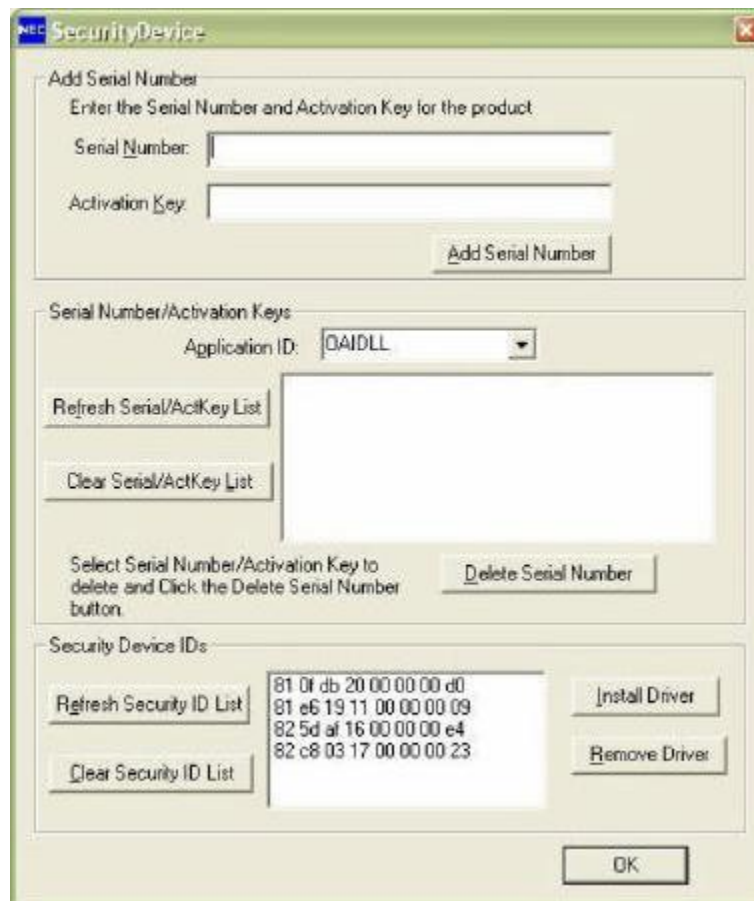 NEC SecurityDevice
Add Serial Number
Enter the Serial Number and Activation Key for the product
Serial Number:
Activation Key:
Add Serial Number
Serial Number/Activation Keys
Application ID: OAIDLL
Refresh Serial/ActKey List
Clear Serial/ActKey List
Select Serial Number/Activation Key to
delete and Click the Delete Serial Number
button.
Delete Serial Number
Security Device IDs
Refresh Security ID List
Clear Security ID List
81 0f db 20 00 00 00 d0
81 e6 19 11 00 00 00 09
82 5d af 16 00 00 00 e4
82 c8 03 17 00 00 00 23
Install Driver
Remove Driver
OK